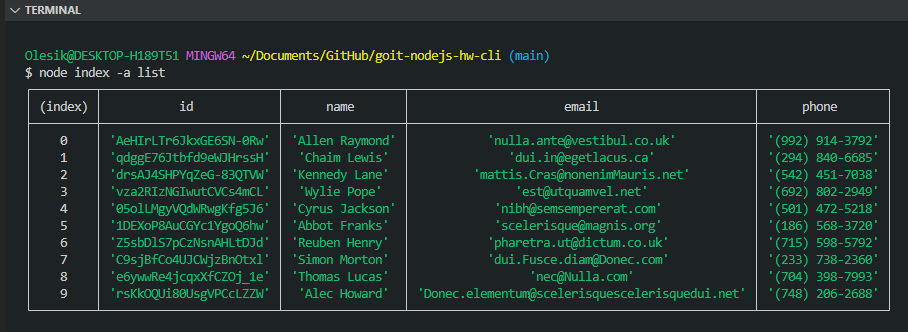 TERMINAL
Olesik@DESKTOP-H189T51 MINGW64 ~/Documents/GitHub/goit-nodejs-hw-cli (main)
$ node index -a list
(index) id name email phone
0 'AeHIrLTr6JkxGE6SN-0Rw' 'Allen Raymond' 'nulla.ante@vestibul.co.uk' '(992) 914-3792'
1 'qdggE76Jtbfd9eWJHrssH' 'Chaim Lewis' 'dui.in@egetlacus.ca' '(294) 840-6685'
2 'drsAJ4SHPYqZeG-83QTVW' 'Kennedy Lane' 'mattis.Cras@nonenimMauris.net' '(542) 451-7038'
3 'vza2RIzNGIwutCVCs4mCL' 'Wylie Pope' 'est@utquamvel.net' '(692) 802-2949'
4 '05olLMgyVQdWRwgKfg5J6' 'Cyrus Jackson' 'nibh@semsempererat.com' '(501) 472-5218'
5 '1DEXoP8AuCGYc1YgoQ6hw' 'Abbot Franks' 'scelerisque@magnis.org' '(186) 568-3720'
6 'Z5sbDlS7pCzNsnAHLtDJd' 'Reuben Henry' 'pharetra.ut@dictum.co.uk' '(715) 598-5792'
7 'C9sjBfCo4UJCWjzBnOtxl' 'Simon Morton' 'dui.Fusce.diam@Donec.com' '(233) 738-2360'
8 'e6ywwRe4jcqxXfCZOj_1e' 'Thomas Lucas' 'nec@Nulla.com' '(704) 398-7993'
9 'rsKkOQUi80UsgVPCcLZZW' 'Alec Howard' 'Donec.elementum@scelerisquescelerisquedui.net' '(748) 206-2688'